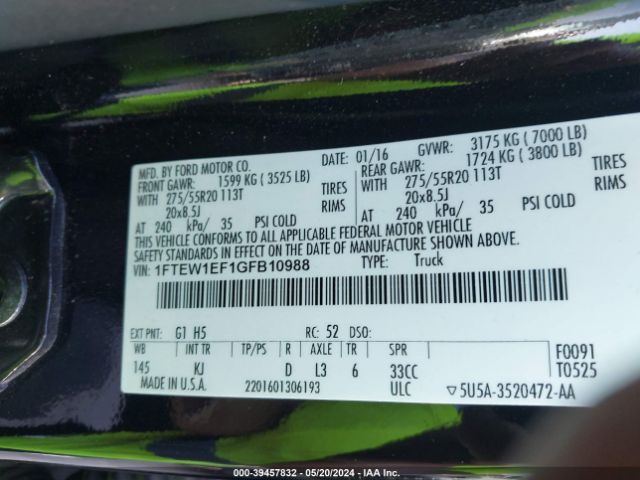 MFD. BY FORD MOTOR CO.
DATE: 01/16 GVWR: 3175 KG ( 7000 LB)
FRONT GAWR: 1599 KG ( 3525 LB) REAR GAWR: 1724 KG ( 3800 LB)
WITH 275/55R20 113T TIRES WITH 275/55R20 113T TIRES
20x8.5J RIMS 20x8.5J RIMS
AT 240 kPa/ 35 PSI COLD AT 240 kPa/ 35 PSI COLD
THIS VEHICLE CONFORMS TO ALL APPLICABLE FEDERAL MOTOR VEHICLE
SAFETY STANDARDS IN EFFECT ON THE DATE OF MANUFACTURE SHOWN ABOVE.
VIN: 1FTEW1EF1GFB10988 TYPE: Truck
EXT PNT: G1 H5 RC: 52 DSO:
WB INT TR TP/PS R AXLE TR SPR F0091
145 KJ D L3 6 33CC T0525
MADE IN U.S.A. 2201601306193 ULC ▽5U5A-3520472-AA
000-39457832 - 05/20/2024 - IAA Inc.